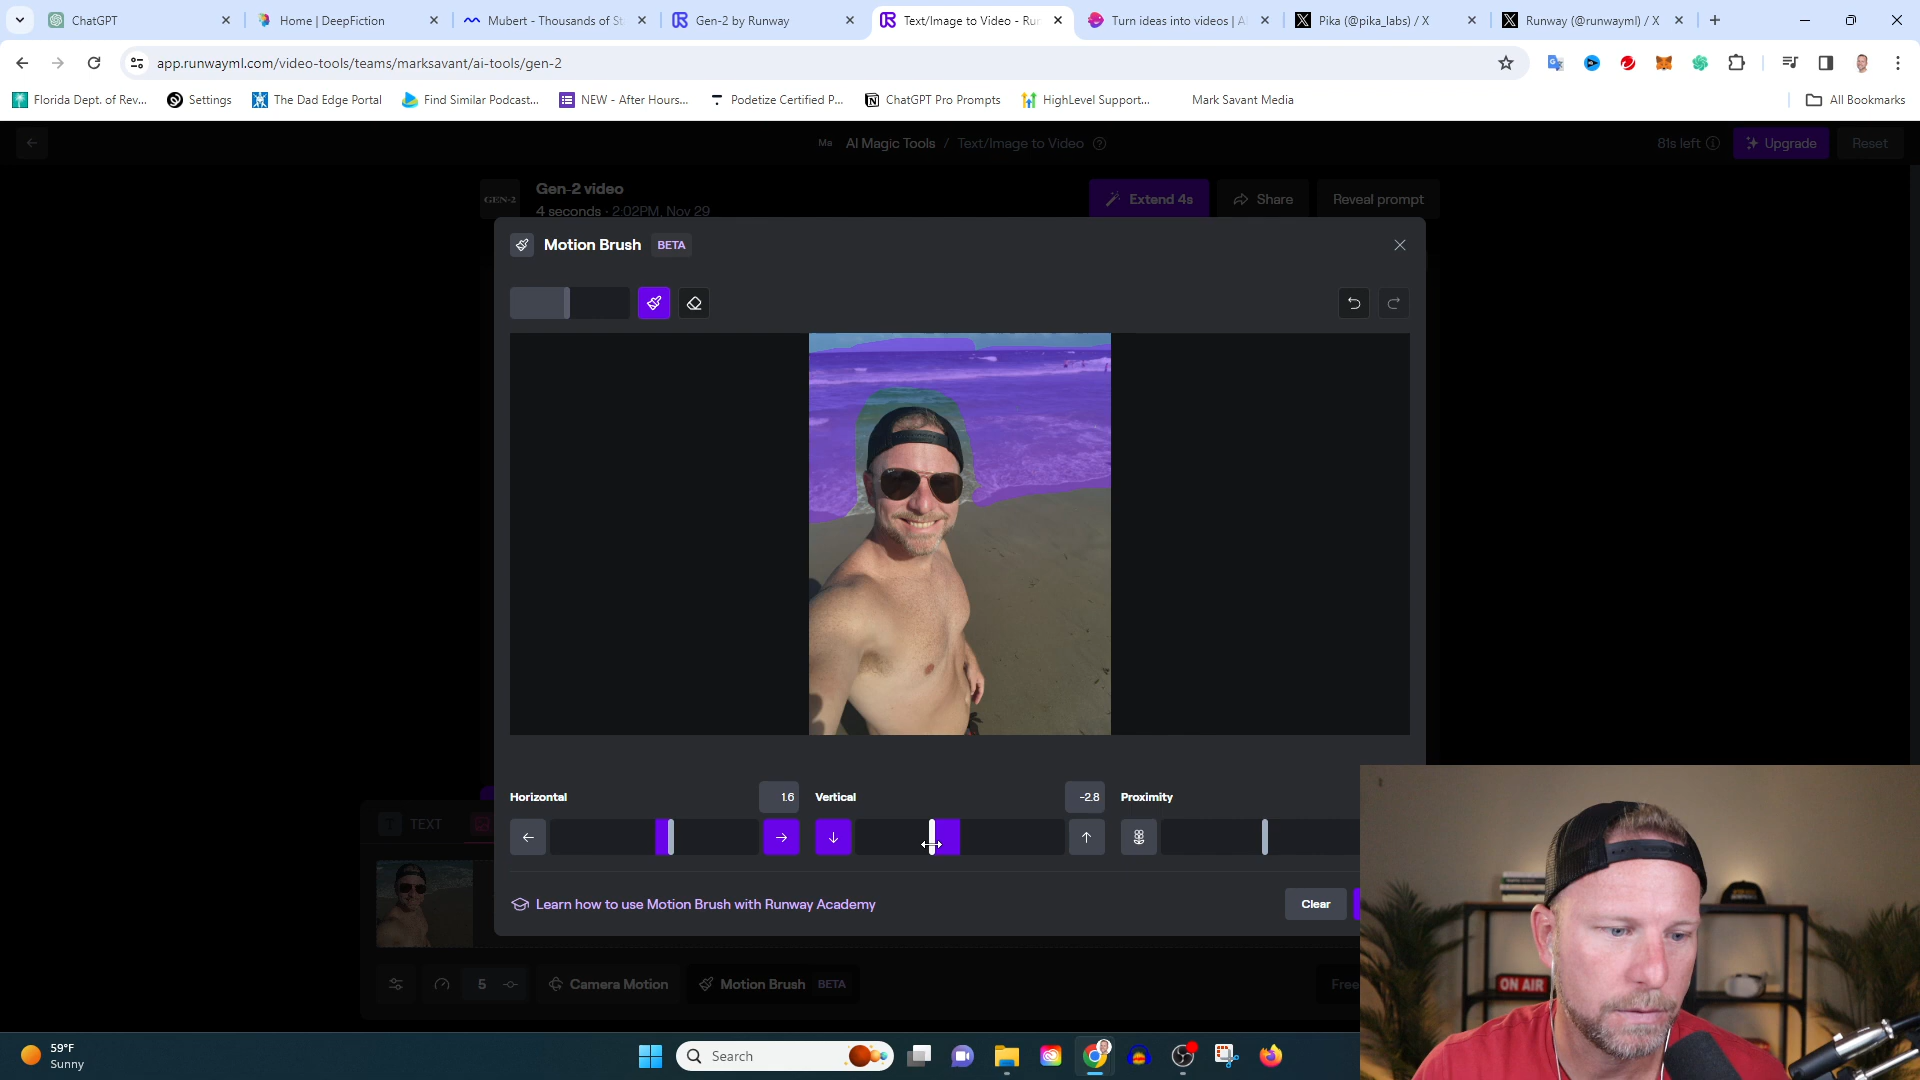 ChatGPT
Home | DeepFiction
Mubert - Thousands of St
Gen-2 by Runway
Text/Image to Video - Run
Turn ideas into videos | AI
Pika (@pika_labs) / X
Runway (@runwayml) / X
app.runwayml.com/video-tools/teams/marksavant/ai-tools/gen-2
Florida Dept. of Rev...
Settings
The Dad Edge Portal
Find Similar Podcast...
NEW - After Hours...
Podetize Certified P...
ChatGPT Pro Prompts
HighLevel Support...
Mark Savant Media
All Bookmarks
Ma AI Magic Tools / Text/Image to Video
81s left
Upgrade
Reset
GEN-2
Gen-2 video
4 seconds · 2:02PM, Nov 29
Extend 4s
Share
Reveal prompt
Motion Brush BETA
Horizontal 1.6
Vertical -2.8
Proximity
Learn how to use Motion Brush with Runway Academy
Clear
T TEXT
5
Camera Motion
Motion Brush BETA
Free
ON AIR
59°F
Sunny
Search